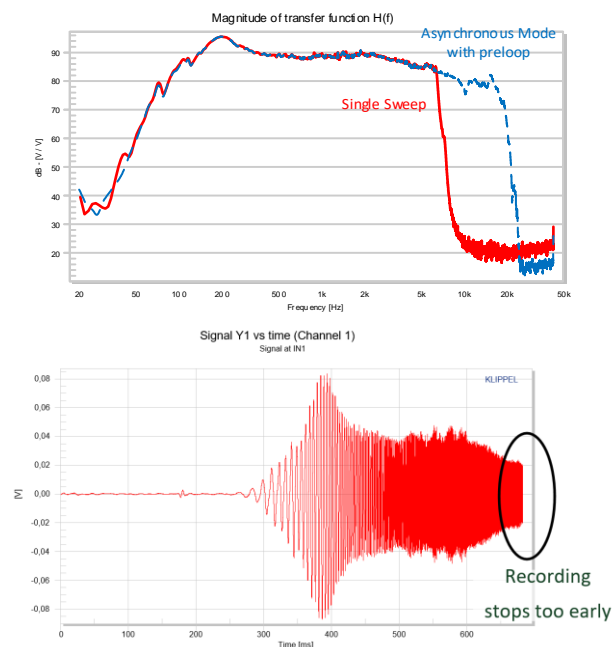 Magnitude of transfer function H(f)
Asynchronous Mode
with preloop
Single Sweep
dB - [V / V]
90
80
70
60
50
40
30
20
20 50 100 200 500 1k 2k 5k 10k 20k 50k
Frequency [Hz]
Signal Y1 vs time (Channel 1)
Signal at IN1
KLIPPEL
[V]
0,08
0,06
0,04
0,02
0,00
-0,02
-0,04
-0,06
-0,08
0 100 200 300 400 500 600
Time [ms]
Recording
stops too early